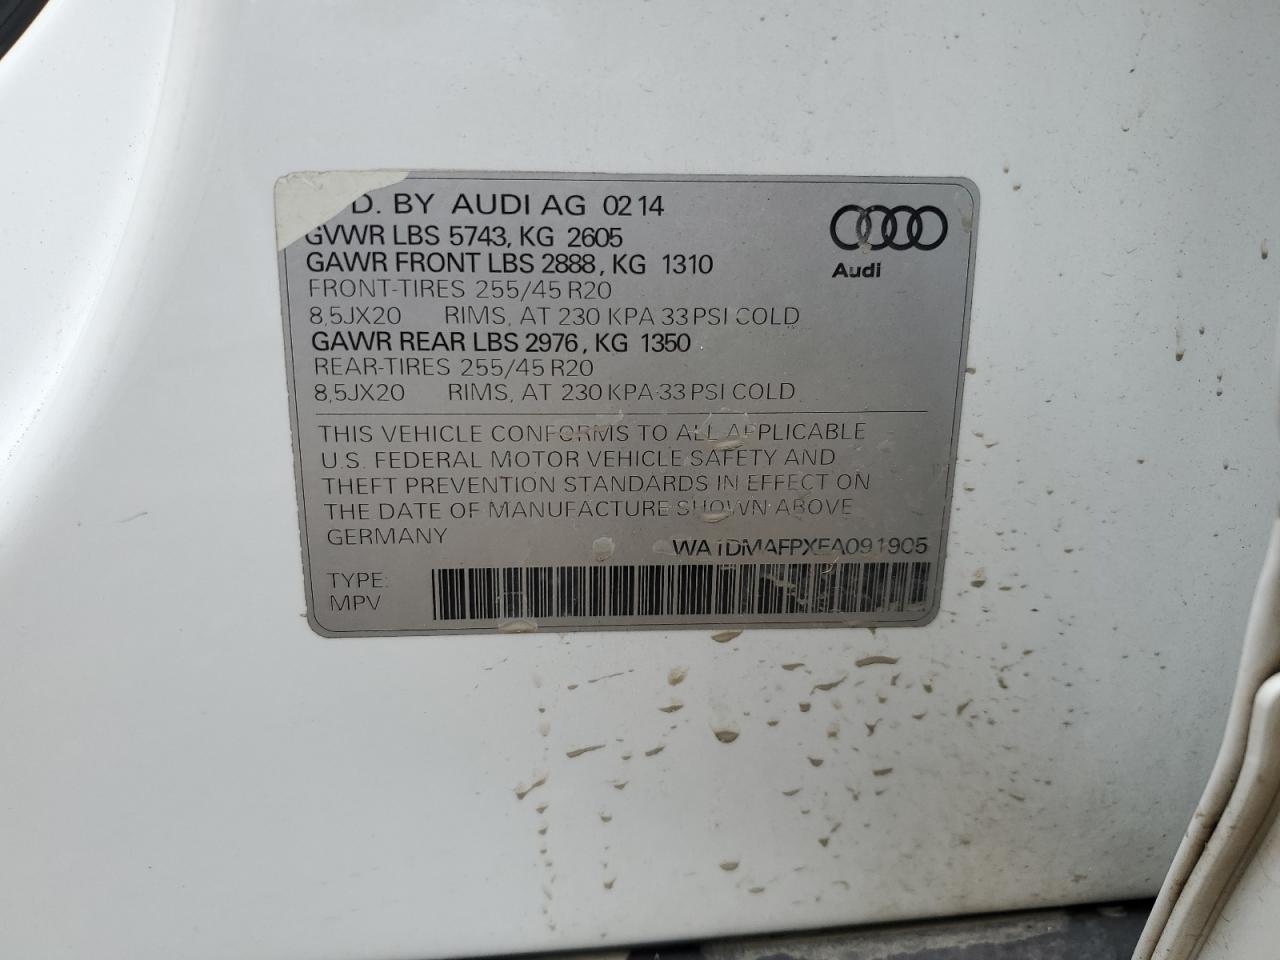 D. BY AUDI AG 02 14
GVWR LBS 5743, KG 2605
GAWR FRONT LBS 2888, KG 1310
FRONT-TIRES 255/45 R20
8,5JX20 RIMS, AT 230 KPA 33 PSI COLD
GAWR REAR LBS 2976, KG 1350
REAR-TIRES 255/45 R20
8,5JX20 RIMS, AT 230 KPA 33 PSI COLD
Audi
THIS VEHICLE CONFORMS TO ALL APPLICABLE
U.S. FEDERAL MOTOR VEHICLE SAFETY AND
THEFT PREVENTION STANDARDS IN EFFECT ON
THE DATE OF MANUFACTURE SHOWN ABOVE
GERMANY
WA1DMAFPXEA091905
TYPE:
MPV